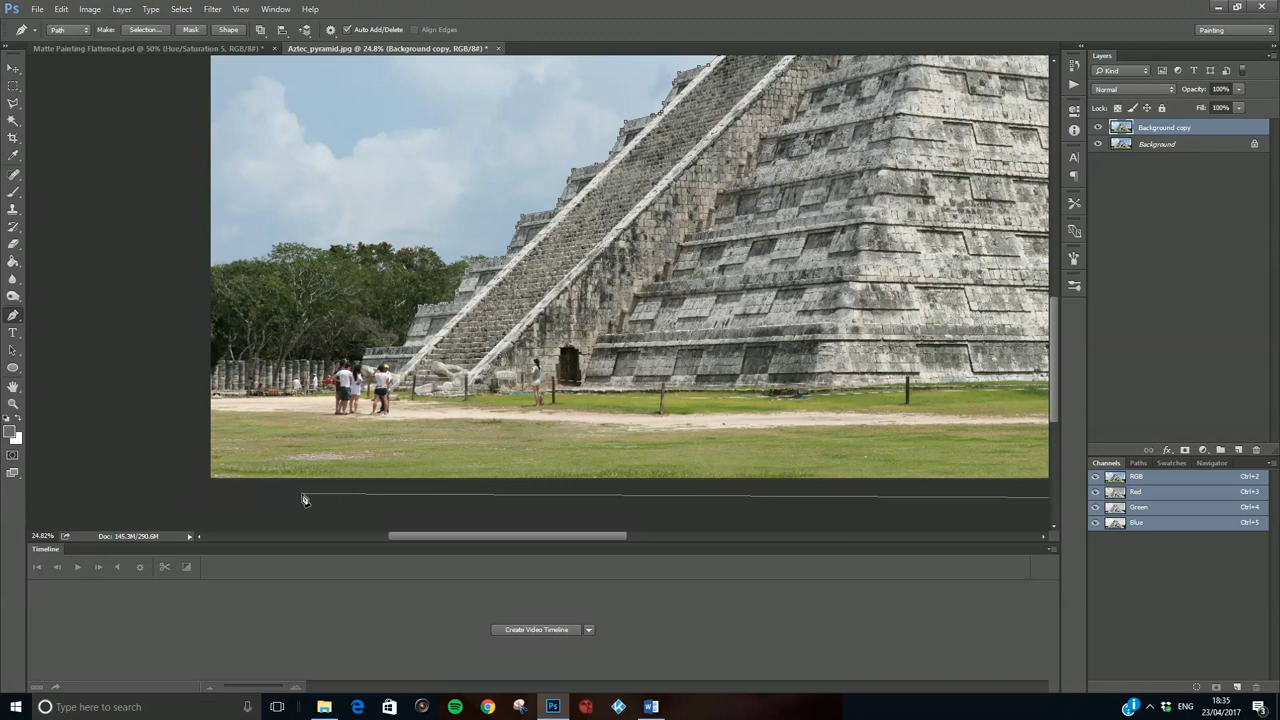 Ps File Edit Image Layer Type Select Filter View Window Help
Path Make: Selection... Mask Shape Auto Add/Delete Align Edges Painting
Matte Painting Flattened.psd @ 50% (Hue/Saturation 5, RGB/8#) * × Aztec_pyramid.jpg @ 24.8% (Background copy, RGB/8#) * ×
Layers
Kind
Normal Opacity: 100%
Lock: Fill: 100%
Background copy
Background
fx
Channels Paths Swatches Navigator
RGB Ctrl+2
Red Ctrl+3
Green Ctrl+4
Blue Ctrl+5
24.82% Doc: 145.3M/290.6M
Timeline
Create Video Timeline
Type here to search
ENG
18:35
23/04/2017